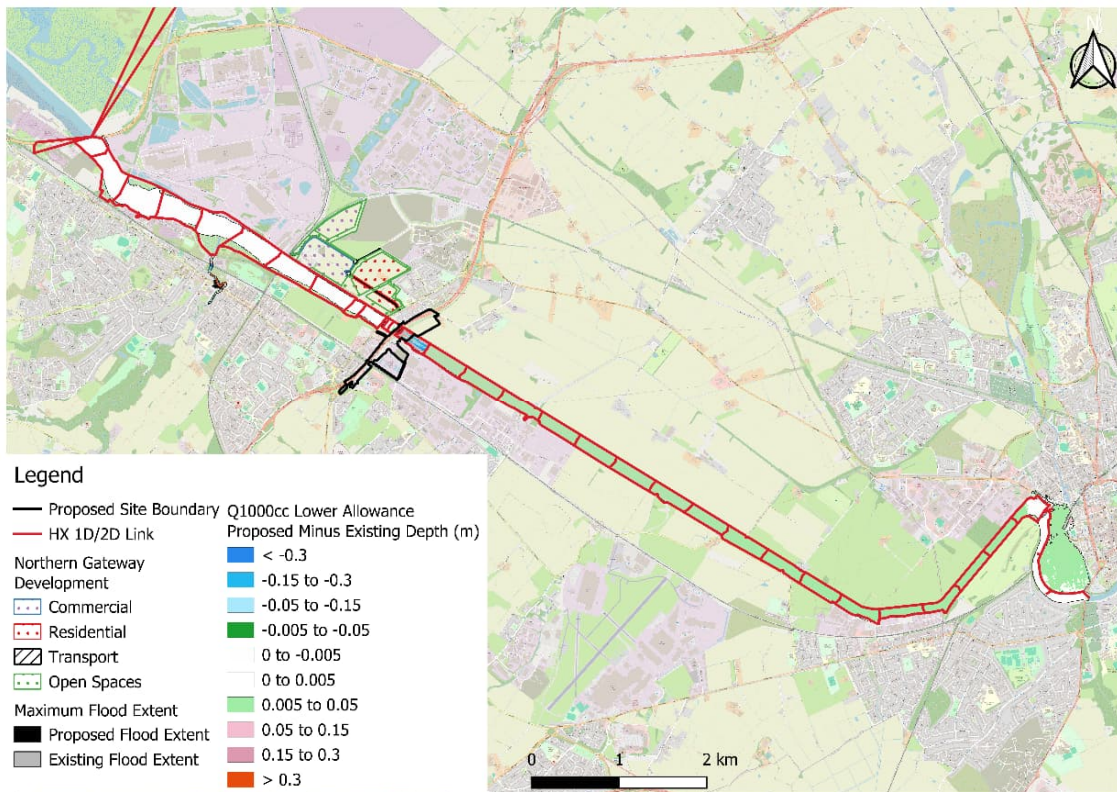 N
Legend
Proposed Site Boundary
HX 1D/2D Link
Northern Gateway
Development
Commercial
Residential
Transport
Open Spaces
Maximum Flood Extent
Proposed Flood Extent
Existing Flood Extent
Q1000cc Lower Allowance
Proposed Minus Existing Depth (m)
< -0.3
-0.15 to -0.3
-0.05 to -0.15
-0.005 to -0.05
0 to -0.005
0 to 0.005
0.005 to 0.05
0.05 to 0.15
0.15 to 0.3
> 0.3
0 1 2 km